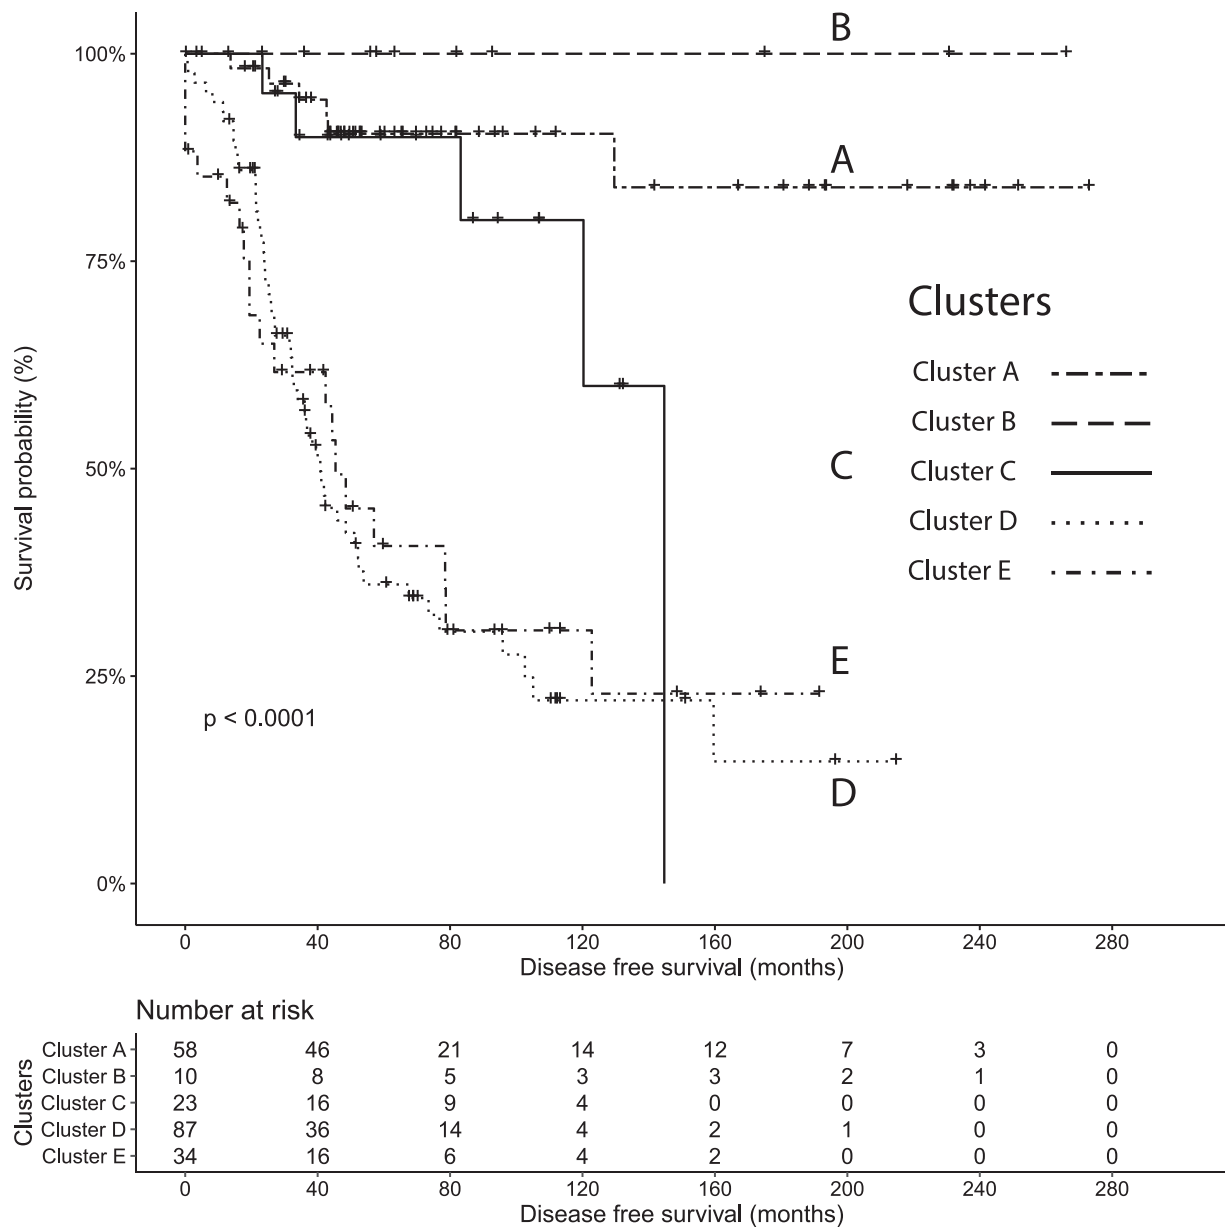 B
100%
A
75%
Clusters
Cluster A
Cluster B
C
50%
Cluster C
Cluster D
Cluster E
Survival probability (%)
E
25%
p < 0.0001
D
0%
0 40 80 120 160 200 240 280
Disease free survival (months)
Number at risk
Clusters
Cluster A 58 46 21 14 12 7 3 0
Cluster B 10 8 5 3 3 2 1 0
Cluster C 23 16 9 4 0 0 0 0
Cluster D 87 36 14 4 2 1 0 0
Cluster E 34 16 6 4 2 0 0 0
0 40 80 120 160 200 240 280
Disease free survival (months)